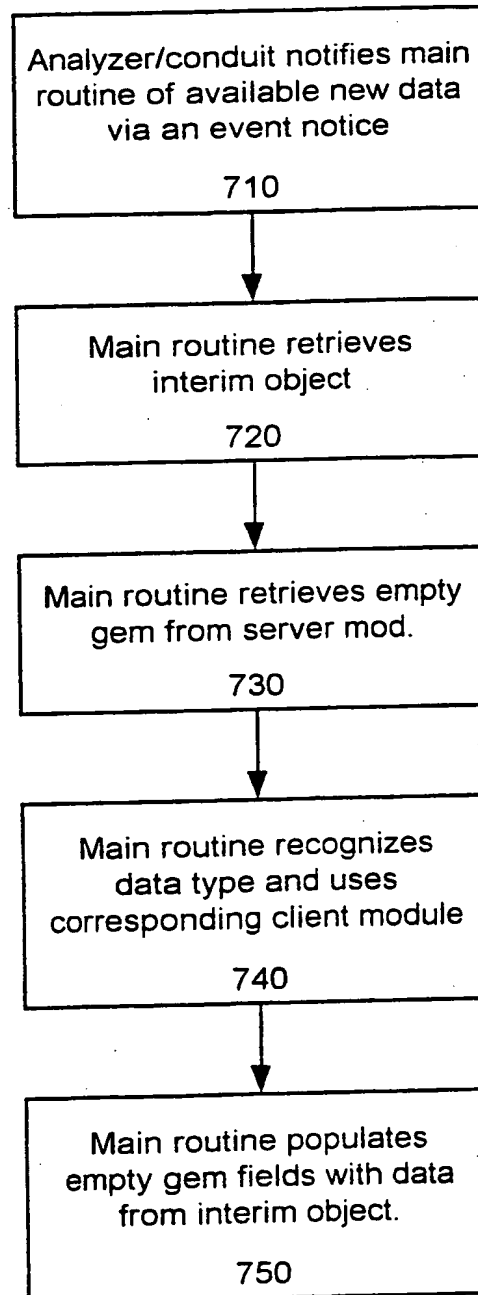 Analyzer/conduit notifies main
routine of available new data
via an event notice
710
Main routine retrieves
interim object
720
Main routine retrieves empty
gem from server mod.
730
Main routine recognizes
data type and uses
corresponding client module
740
Main routine populates
empty gem fields with data
from interim object.
750